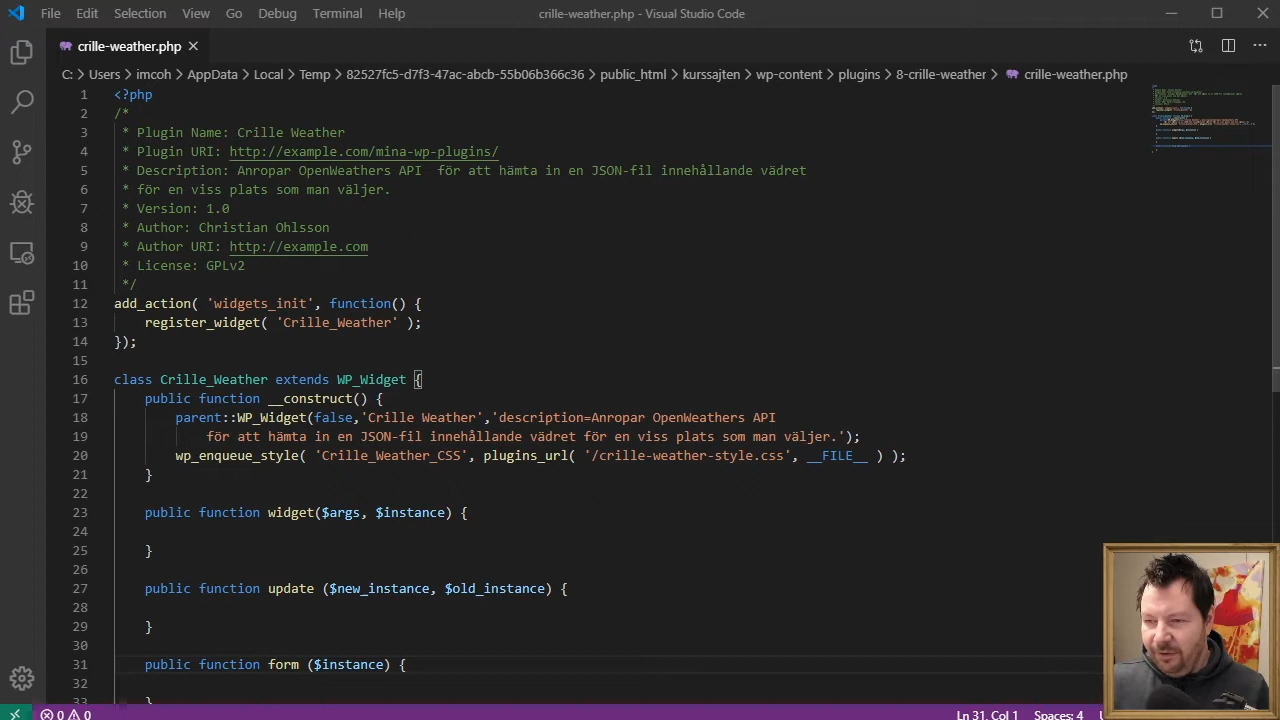 File Edit Selection View Go Debug Terminal Help crille-weather.php - Visual Studio Code
crille-weather.php
C: > Users > imcoh > AppData > Local > Temp > 82527fc5-d7f3-47ac-abcb-55b06b366c36 > public_html > kurssajten > wp-content > plugins > 8-crille-weather > crille-weather.php
1 <?php
2 /*
3 * Plugin Name: Crille Weather
4 * Plugin URI: http://example.com/mina-wp-plugins/
5 * Description: Anropar OpenWeathers API för att hämta in en JSON-fil innehållande vädret
6 * för en viss plats som man väljer.
7 * Version: 1.0
8 * Author: Christian Ohlsson
9 * Author URI: http://example.com
10 * License: GPLv2
11 */
12 add_action( 'widgets_init', function() {
13 register_widget( 'Crille_Weather' );
14 });
15
16 class Crille_Weather extends WP_Widget {
17 public function __construct() {
18 parent::WP_Widget(false,'Crille Weather','description=Anropar OpenWeathers API
19 för att hämta in en JSON-fil innehållande vädret för en viss plats som man väljer.');
20 wp_enqueue_style( 'Crille_Weather_CSS', plugins_url( '/crille-weather-style.css', __FILE__ ) );
21 }
22
23 public function widget($args, $instance) {
24
25 }
26
27 public function update ($new_instance, $old_instance) {
28
29 }
30
31 public function form ($instance) {
32
33 }
0 0 Ln 31, Col 1 Spaces: 4